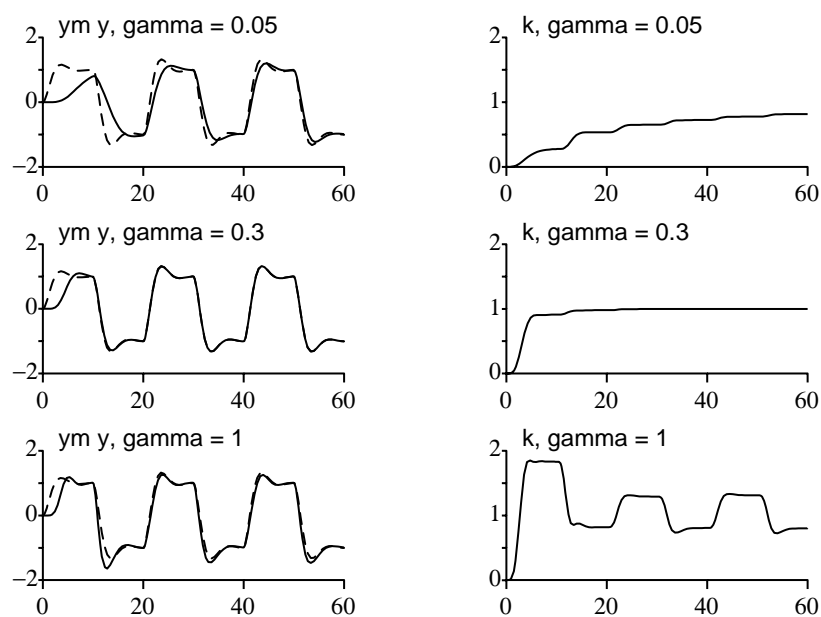 ym y, gamma = 0.05
2
0
−2
0 20 40 60
k, gamma = 0.05
2
1
0
0 20 40 60
ym y, gamma = 0.3
2
0
−2
0 20 40 60
k, gamma = 0.3
2
1
0
0 20 40 60
ym y, gamma = 1
2
0
−2
0 20 40 60
k, gamma = 1
2
1
0
0 20 40 60